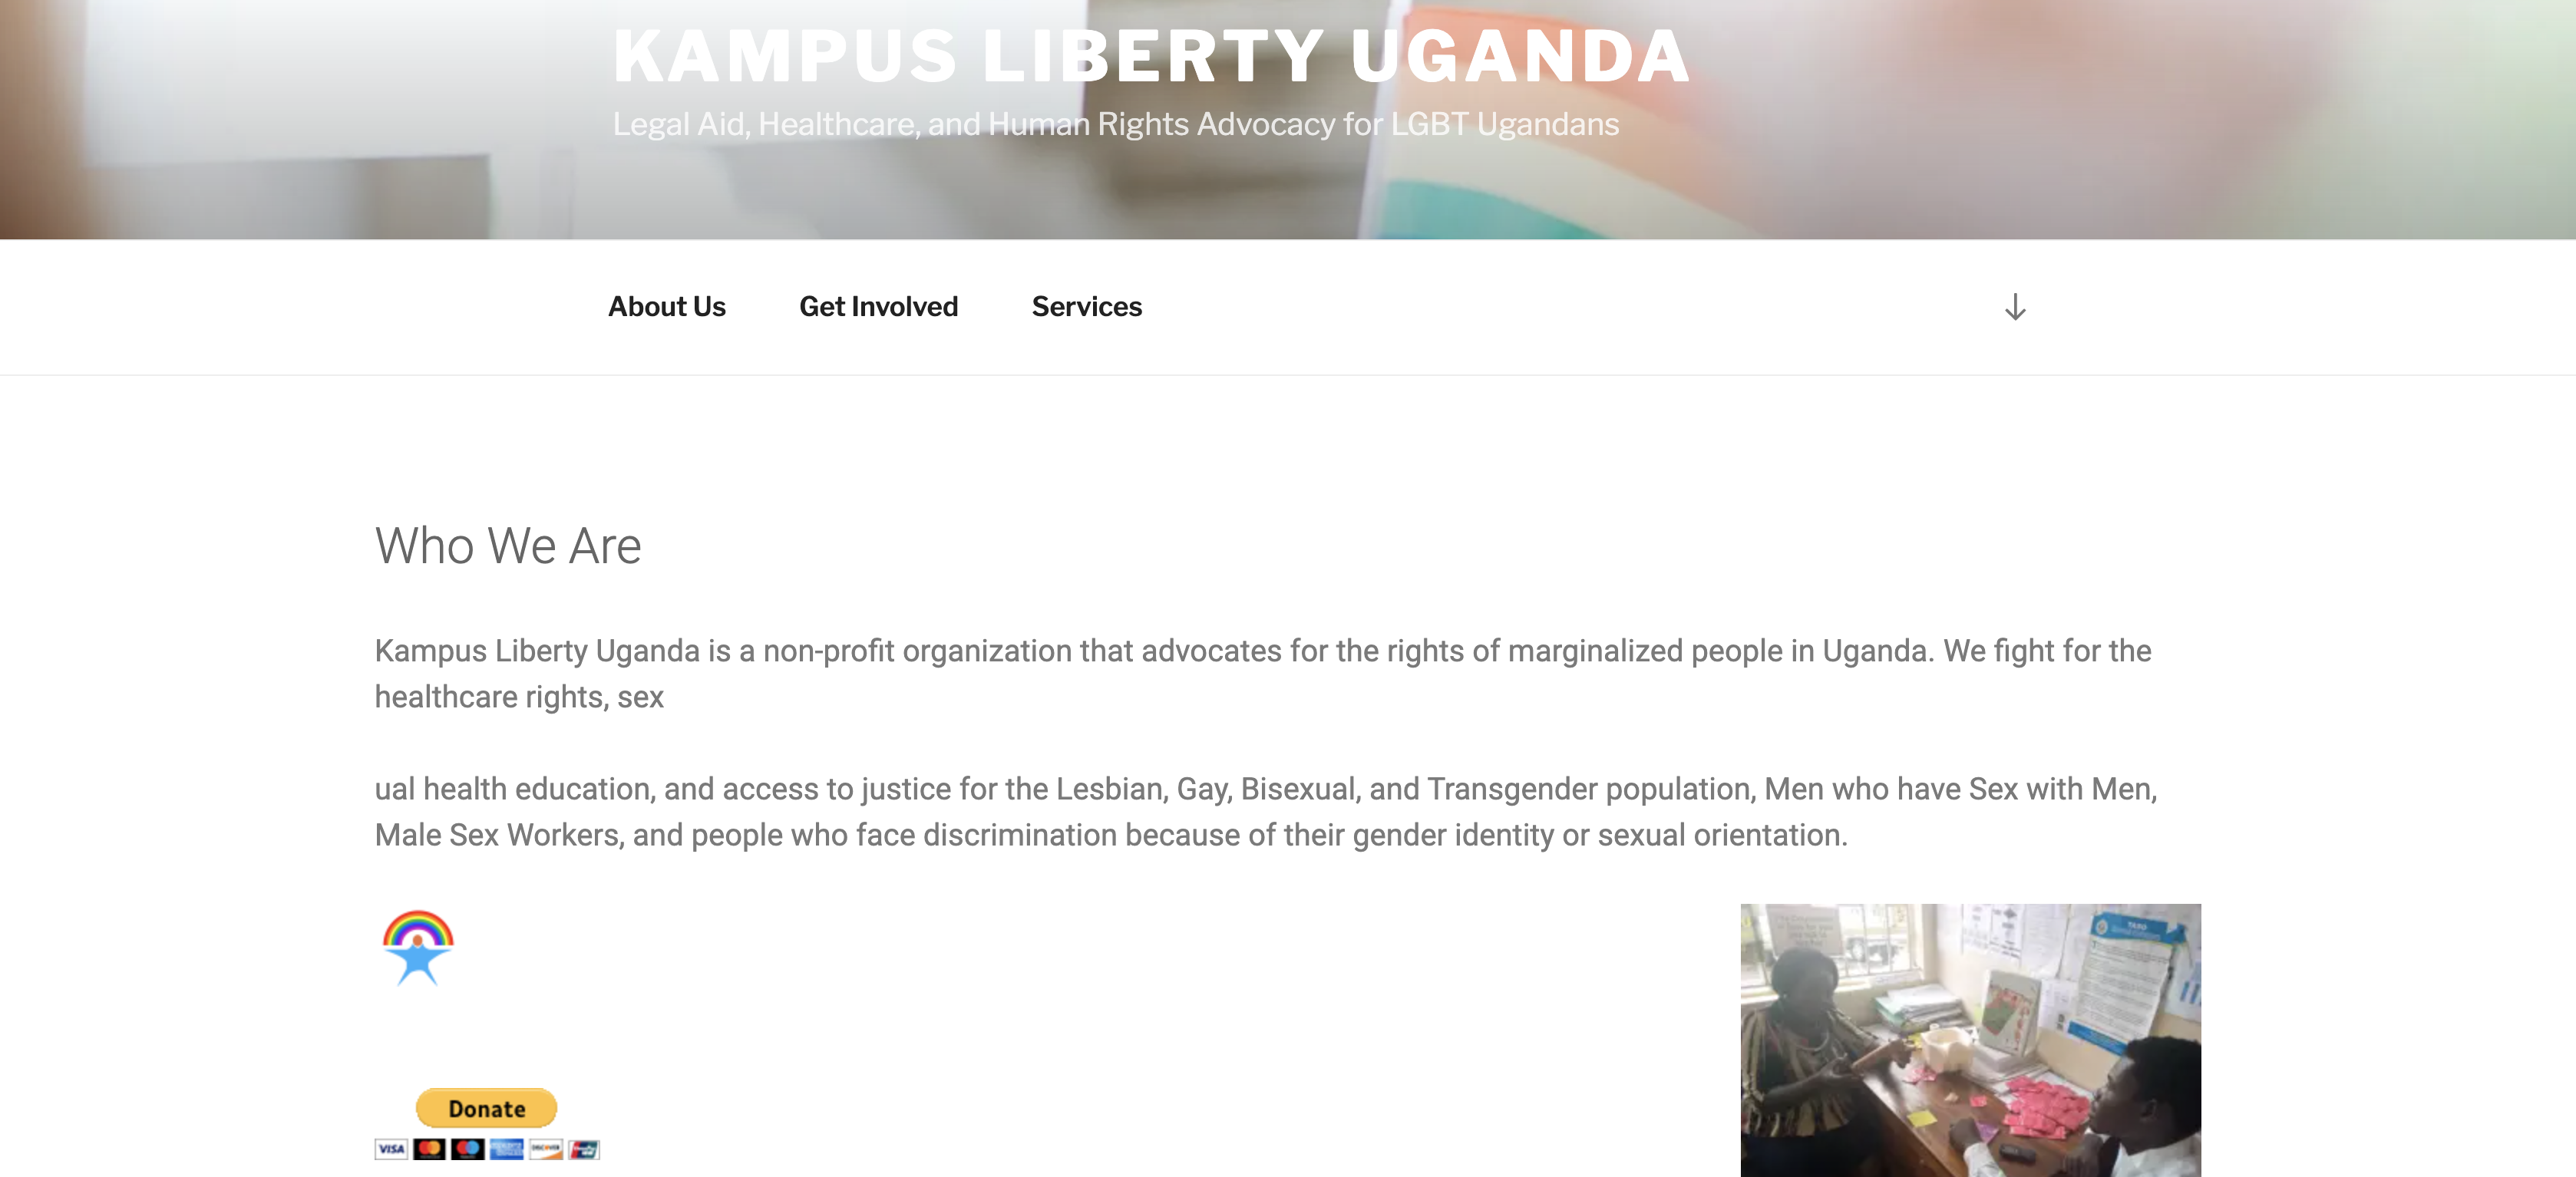 KAMPUS LIBERTY UGANDA
Legal Aid, Healthcare, and Human Rights Advocacy for LGBT Ugandans
About Us
Get Involved
Services
Who We Are
Kampus Liberty Uganda is a non-profit organization that advocates for the rights of marginalized people in Uganda. We fight for the
healthcare rights, sex
ual health education, and access to justice for the Lesbian, Gay, Bisexual, and Transgender population, Men who have Sex with Men,
Male Sex Workers, and people who face discrimination because of their gender identity or sexual orientation.
Donate
VISA
DISCOVER